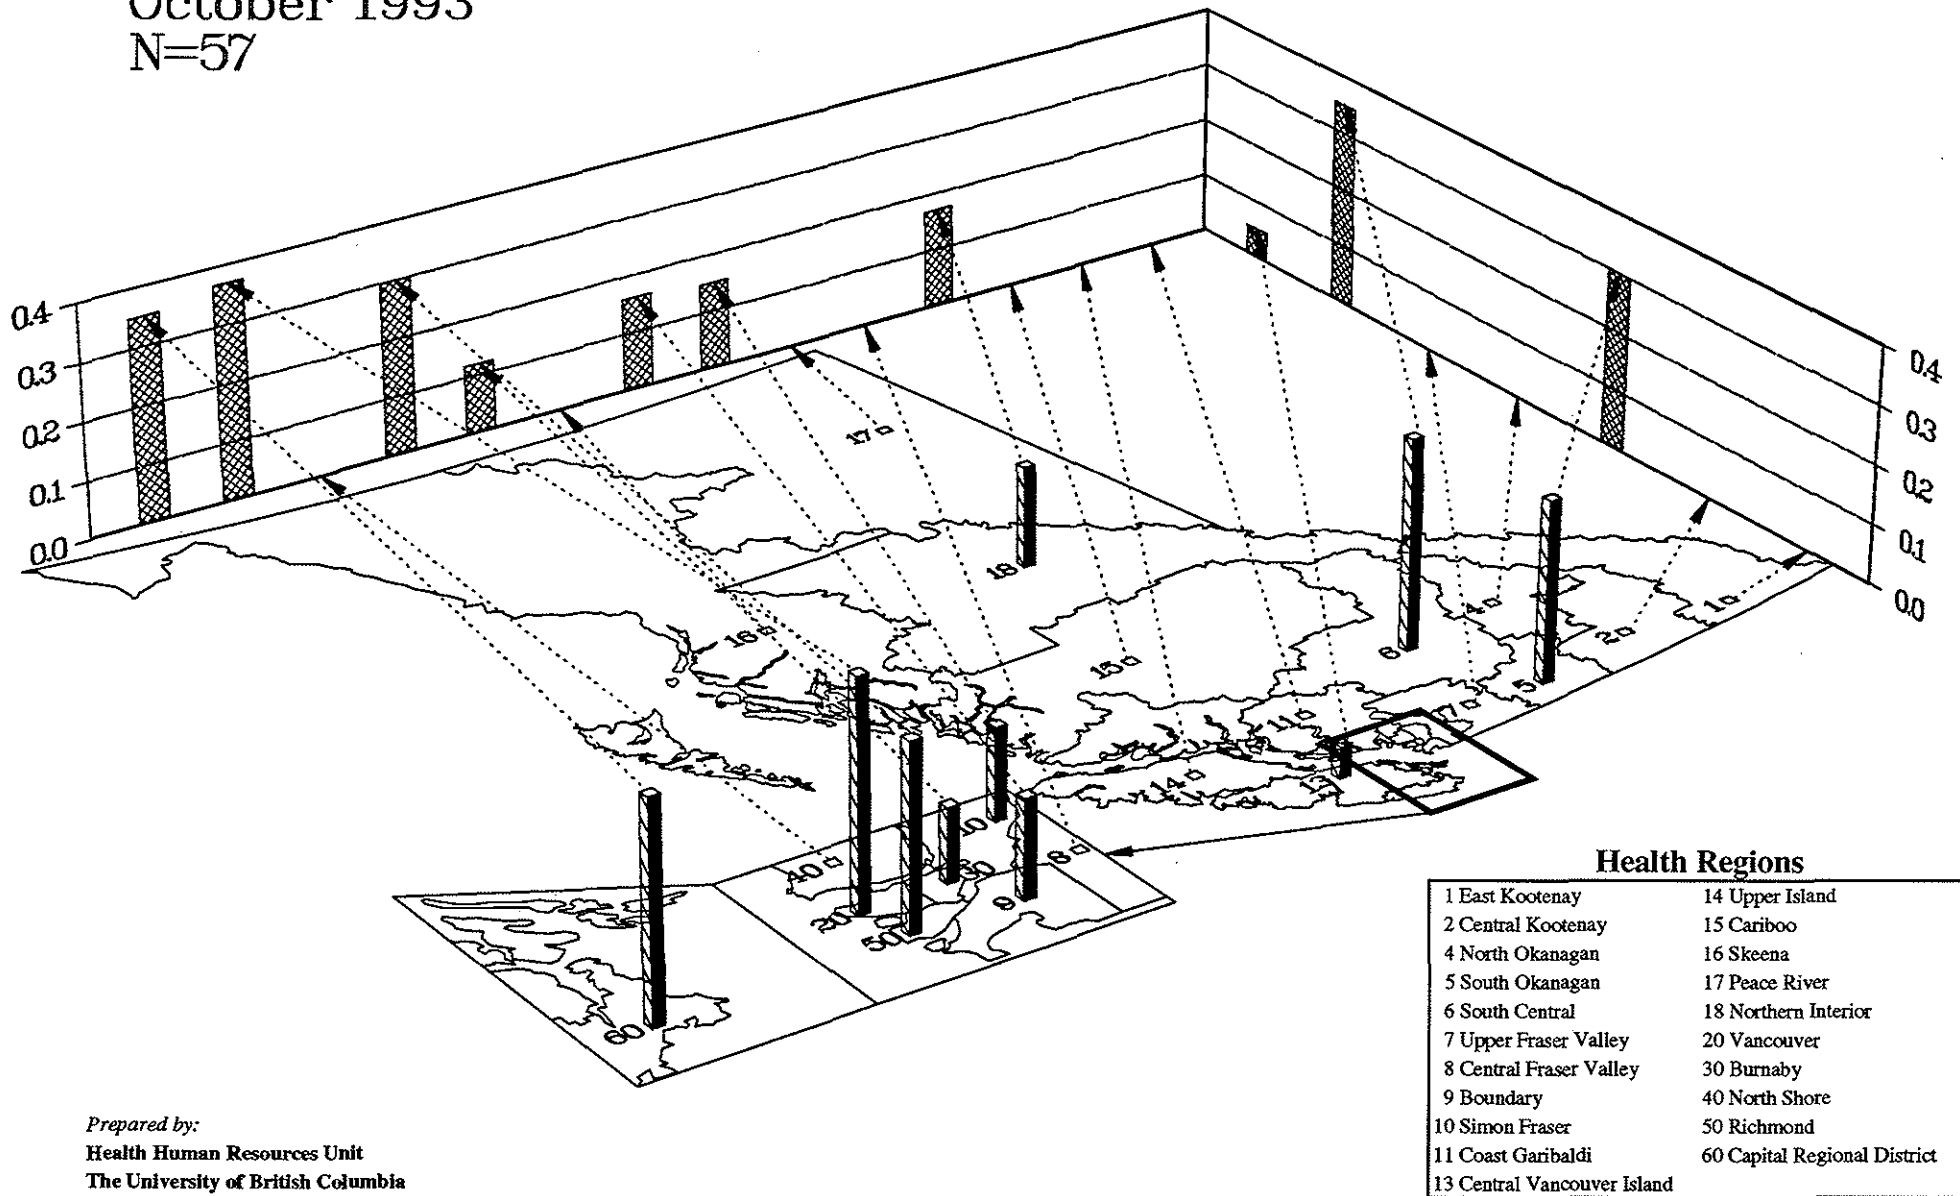 October 1993
N=57
0.4
0.3
0.2
0.1
0.0
0.4
0.3
0.2
0.1
0.0
17
18
16
15
6
4
1
2
5
7
11
14
13
10
8
40
30
9
20
50
60
Health Regions
1 East Kootenay
2 Central Kootenay
4 North Okanagan
5 South Okanagan
6 South Central
7 Upper Fraser Valley
8 Central Fraser Valley
9 Boundary
10 Simon Fraser
11 Coast Garibaldi
13 Central Vancouver Island
14 Upper Island
15 Cariboo
16 Skeena
17 Peace River
18 Northern Interior
20 Vancouver
30 Burnaby
40 North Shore
50 Richmond
60 Capital Regional District
Prepared by:
Health Human Resources Unit
The University of British Columbia